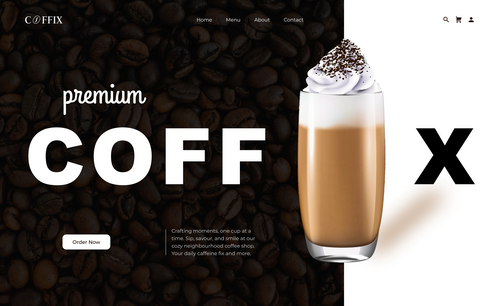 COFFIX
Home Menu About Contact
premium
COFF X
Order Now
Crafting moments, one cup at a
time. Sip, savour, and smile at our
cozy neighbourhood coffee shop.
Your daily caffeine fix and more.